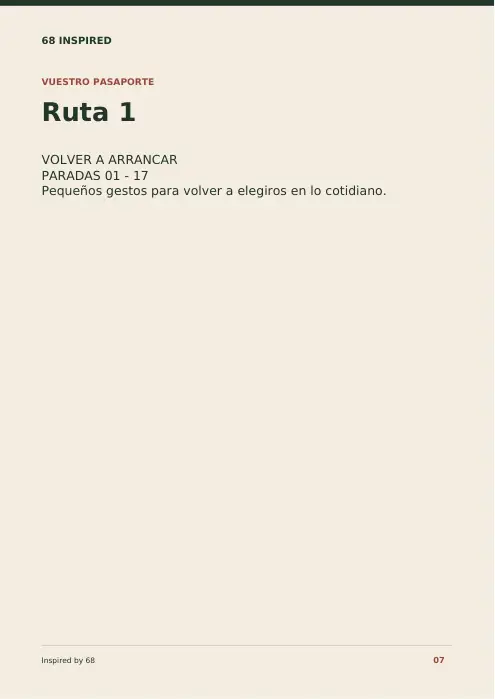 68 INSPIRED
VUESTRO PASAPORTE
Ruta 1
VOLVER A ARRANCAR
PARADAS 01 - 17
Pequeños gestos para volver a elegiros en lo cotidiano.
Inspired by 68
07